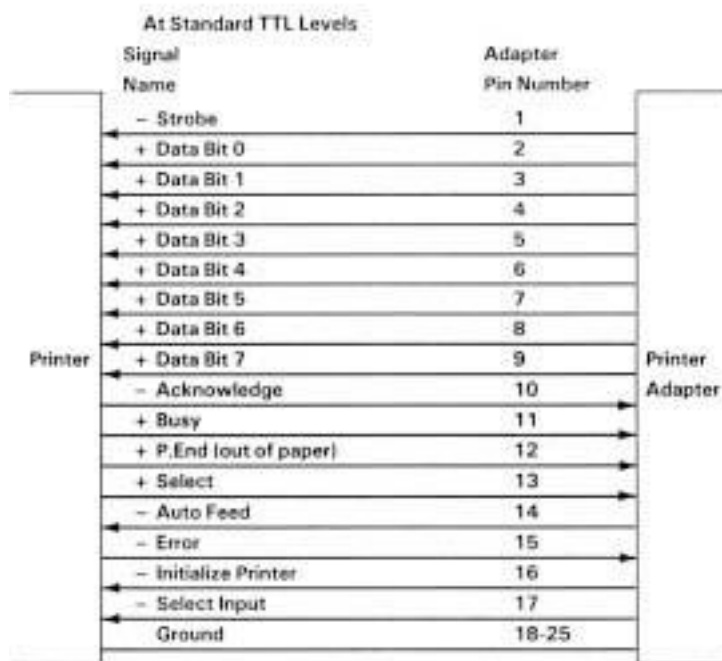 At Standard TTL Levels
Signal Adapter
Name Pin Number
- Strobe 1
+ Data Bit 0 2
+ Data Bit 1 3
+ Data Bit 2 4
+ Data Bit 3 5
+ Data Bit 4 6
+ Data Bit 5 7
+ Data Bit 6 8
Printer + Data Bit 7 9 Printer
- Acknowledge 10 Adapter
+ Busy 11
+ P.End (out of paper) 12
+ Select 13
- Auto Feed 14
- Error 15
- Initialize Printer 16
- Select Input 17
Ground 18-25